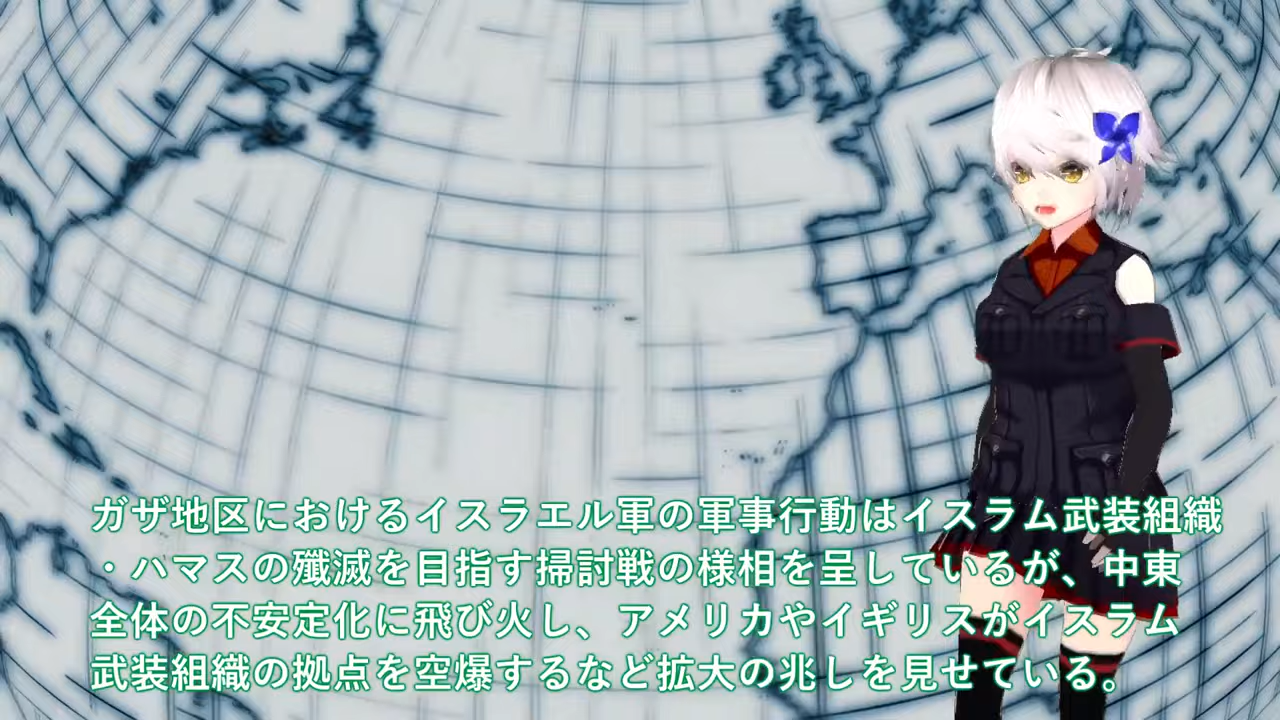 ガザ地区におけるイスラエル軍の軍事行動はイスラム武装組織
・ハマスの殲滅を目指す掃討戦の様相を呈しているが、中東
全体の不安定化に飛び火し、アメリカやイギリスがイスラム
武装組織の拠点を空爆するなど拡大の兆しを見せている。